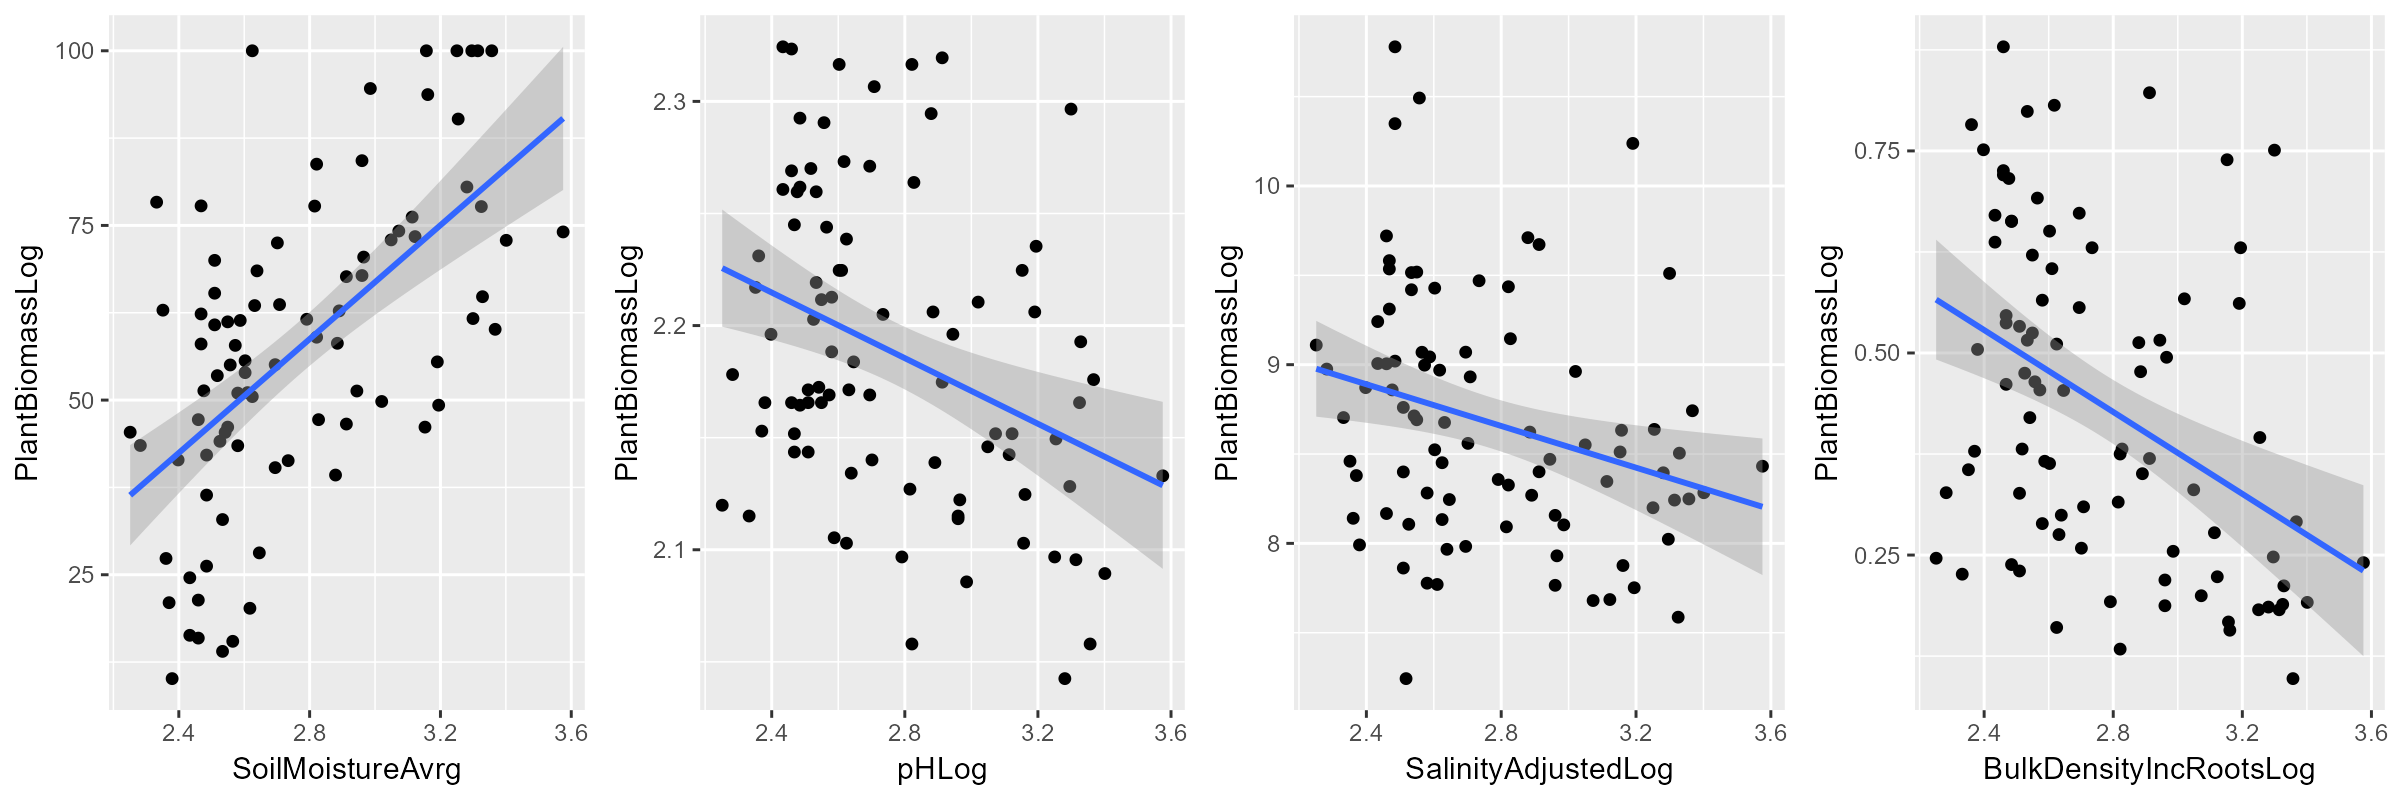 PlantBiomassLog
100
75
50
25
2.4 2.8 3.2 3.6
SoilMoistureAvrg
PlantBiomassLog
2.3
2.2
2.1
2.4 2.8 3.2 3.6
pHLog
PlantBiomassLog
10
9
8
2.4 2.8 3.2 3.6
SalinityAdjustedLog
PlantBiomassLog
0.75
0.50
0.25
2.4 2.8 3.2 3.6
BulkDensityIncRootsLog